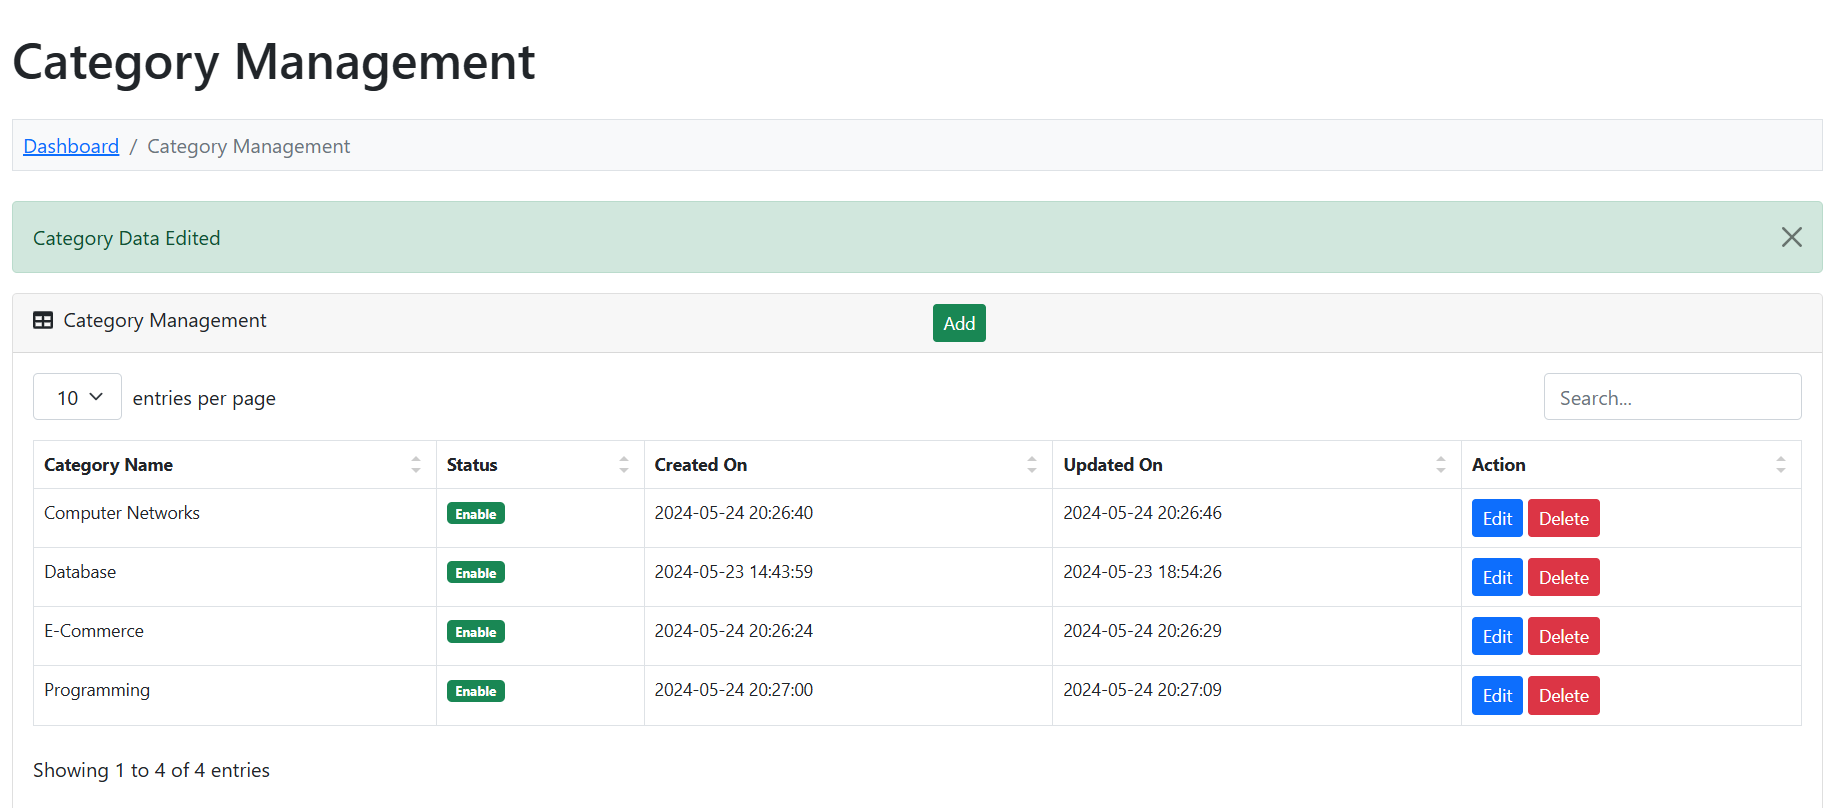 Category Management
Dashboard / Category Management
Category Data Edited
Category Management Add
10 entries per page Search...
Category Name Status Created On Updated On Action
Computer Networks Enable 2024-05-24 20:26:40 2024-05-24 20:26:46 Edit Delete
Database Enable 2024-05-23 14:43:59 2024-05-23 18:54:26 Edit Delete
E-Commerce Enable 2024-05-24 20:26:24 2024-05-24 20:26:29 Edit Delete
Programming Enable 2024-05-24 20:27:00 2024-05-24 20:27:09 Edit Delete
Showing 1 to 4 of 4 entries